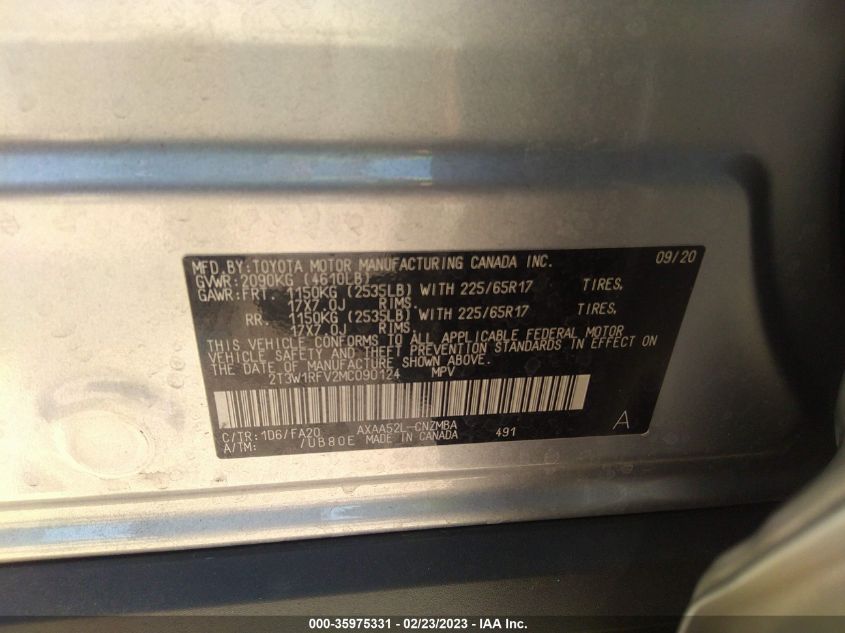 MFD.BY:TOYOTA MOTOR MANUFACTURING CANADA INC. 09/20
GVWR:2090KG (4610LB)
GAWR:FRT. 1150KG (2535LB) WITH 225/65R17 TIRES,
17X7.0J RIMS.
RR. 1150KG (2535LB) WITH 225/65R17 TIRES,
17X7.0J RIMS.
THIS VEHICLE CONFORMS TO ALL APPLICABLE FEDERAL MOTOR
VEHICLE SAFETY AND THEFT PREVENTION STANDARDS IN EFFECT ON
THE DATE OF MANUFACTURE SHOWN ABOVE.
2T3W1RFV2MC090124 MPV
C/TR:1D6/FA20 AXAA52L-CNZMBA A
A/TM: /UB80E MADE IN CANADA 491
000-35975331 - 02/23/2023 - IAA Inc.